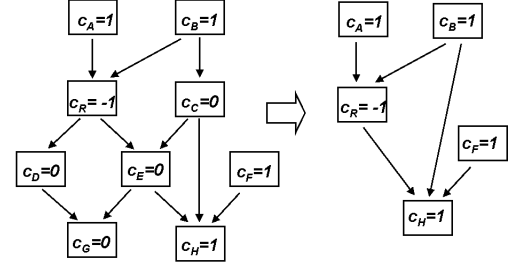 c_A=1
c_B=1
c_R= -1
c_C=0
c_D=0
c_E=0
c_F=1
c_G=0
c_H=1
c_A=1
c_B=1
c_R= -1
c_F=1
c_H=1